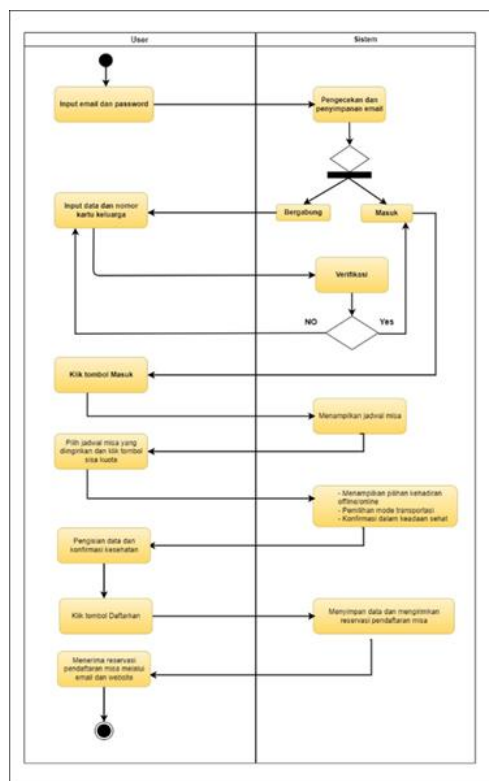 User
Sistem
Input email dan password
Pengecekan dan
penyimpanan email
Input data dan nomor
kartu keluarga
Bergabung
Masuk
Verifikasi
NO
Yes
Klik tombol Masuk
Menampilkan jadwal misa
Pilih jadwal misa yang
diinginkan dan klik tombol
sisa kuota
- Menampilkan pilihan kehadiran
offline/online
- Pemilihan mode transportasi
- Konfirmasi dalam keadaan sehat
Pengisian data dan
konfirmasi kesehatan
Klik tombol Daftarkan
Menyimpan data dan mengirimkan
reservasi pendaftaran misa
Menerima reservasi
pendaftaran misa melalui
email dan website